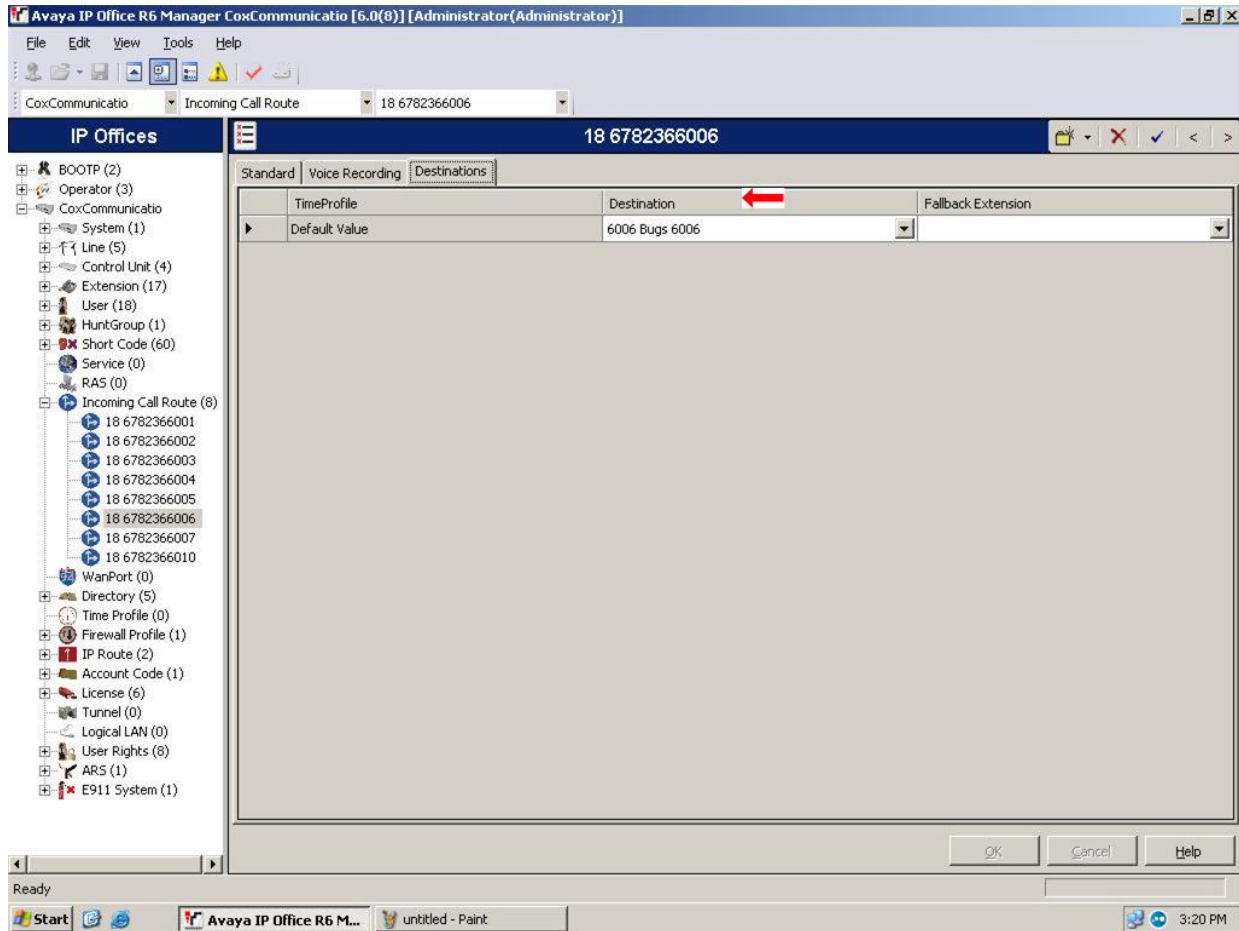 Avaya IP Office R6 Manager CoxCommunicatio [6.0(8)] [Administrator(Administrator)]
File Edit View Tools Help
CoxCommunicatio Incoming Call Route 18 6782366006
IP Offices
18 6782366006
BOOTP (2)
Operator (3)
CoxCommunicatio
System (1)
Line (5)
Control Unit (4)
Extension (17)
User (18)
HuntGroup (1)
Short Code (60)
Service (0)
RAS (0)
Incoming Call Route (8)
18 6782366001
18 6782366002
18 6782366003
18 6782366004
18 6782366005
18 6782366006
18 6782366007
18 6782366010
WanPort (0)
Directory (5)
Time Profile (0)
Firewall Profile (1)
IP Route (2)
Account Code (1)
License (6)
Tunnel (0)
Logical LAN (0)
User Rights (8)
ARS (1)
E911 System (1)
Standard Voice Recording Destinations
TimeProfile Destination Fallback Extension
Default Value 6006 Bugs 6006
OK Cancel Help
Ready
Start Avaya IP Office R6 M... untitled - Paint 3:20 PM